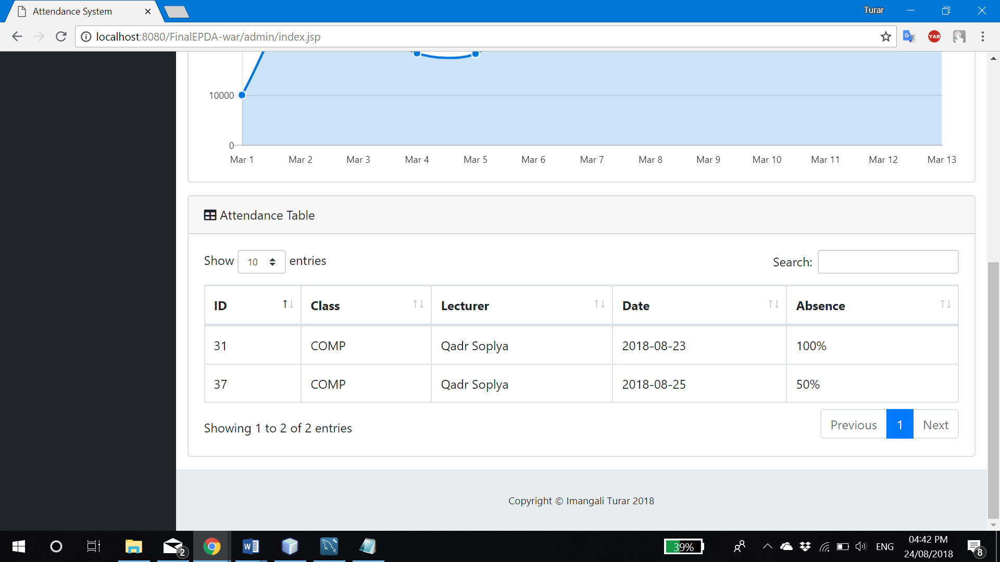 Attendance System
Turar
localhost:8080/FinalEPDA-war/admin/index.jsp
YAB
10000
0
Mar 1 Mar 2 Mar 3 Mar 4 Mar 5 Mar 6 Mar 7 Mar 8 Mar 9 Mar 10 Mar 11 Mar 12 Mar 13
Attendance Table
Show 10 entries Search:
ID Class Lecturer Date Absence
31 COMP Qadr Soplya 2018-08-23 100%
37 COMP Qadr Soplya 2018-08-25 50%
Showing 1 to 2 of 2 entries Previous 1 Next
Copyright © Imangali Turar 2018
2 39% ENG 04:42 PM
24/08/2018 8